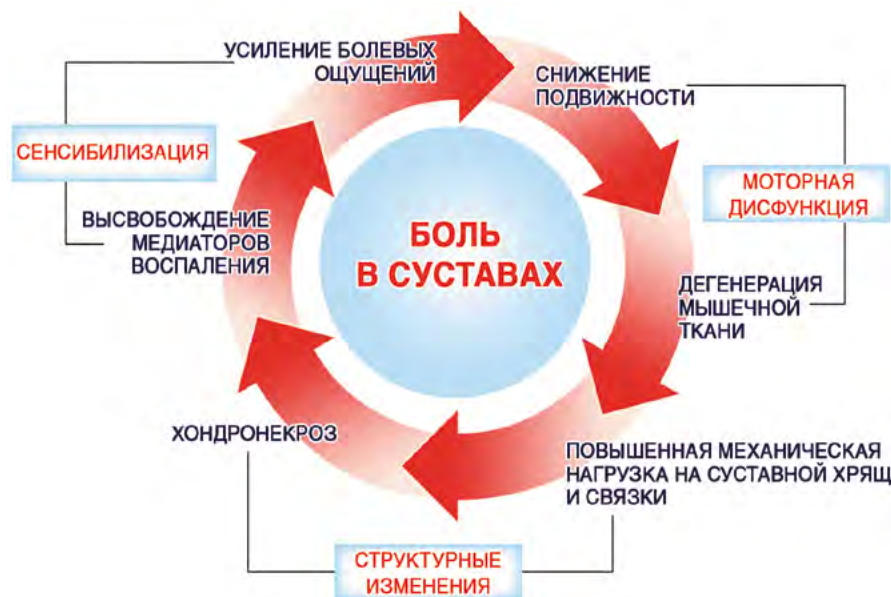 УСИЛЕНИЕ БОЛЕВЫХ
ОЩУЩЕНИЙ
СНИЖЕНИЕ
ПОДВИЖНОСТИ
СЕНСИБИЛИЗАЦИЯ
МОТОРНАЯ
ДИСФУНКЦИЯ
ВЫСВОБОЖДЕНИЕ
МЕДИАТОРОВ
ВОСПАЛЕНИЯ
БОЛЬ
В СУСТАВАХ
ДЕГЕНЕРАЦИЯ
МЫШЕЧНОЙ
ТКАНИ
ХОНДРОНЕКРОЗ
ПОВЫШЕННАЯ МЕХАНИЧЕСКАЯ
НАГРУЗКА НА СУСТАВНОЙ ХРЯЩ
И СВЯЗКИ
СТРУКТУРНЫЕ
ИЗМЕНЕНИЯ